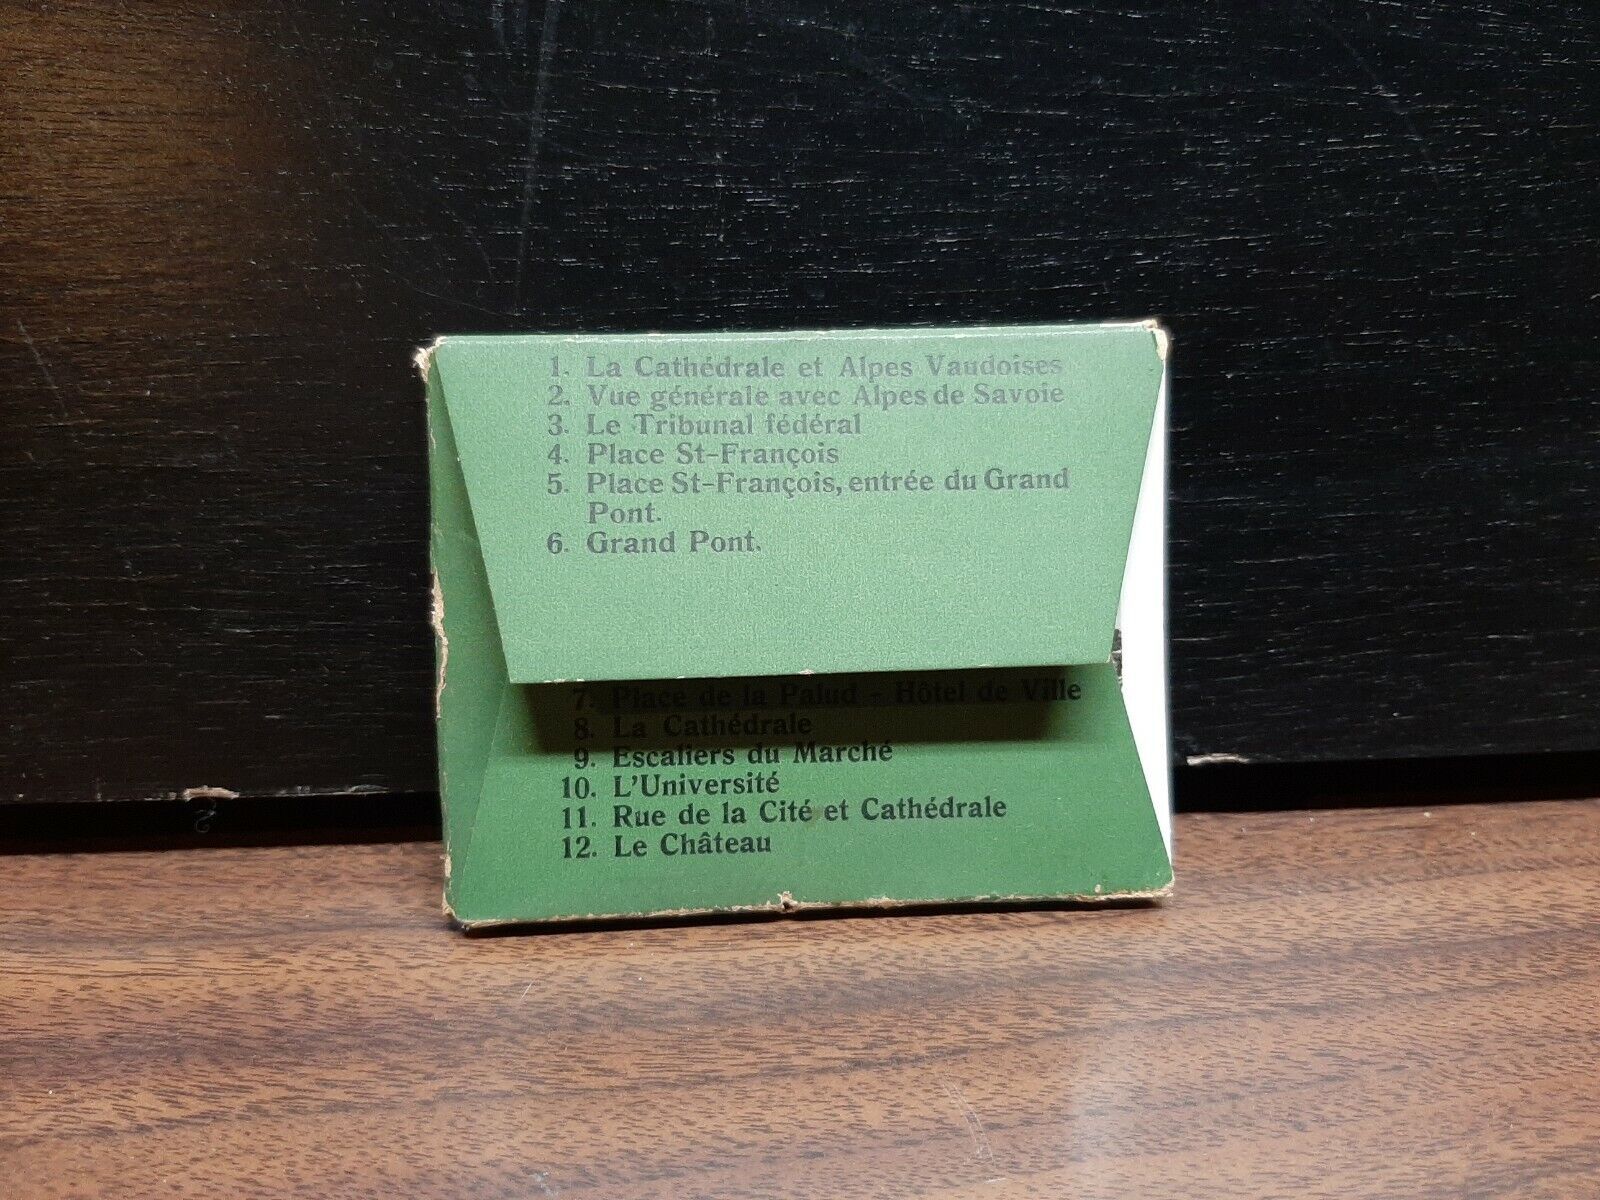 1. La Cathédrale et Alpes Vaudoises
2. Vue générale avec Alpes de Savoie
3. Le Tribunal fédéral
4. Place St-François
5. Place St-François, entrée du Grand
Pont.
6. Grand Pont.
7. Place de la Palud - Hôtel de Ville
8. La Cathédrale
9. Escaliers du Marché
10. L'Université
11. Rue de la Cité et Cathédrale
12. Le Château